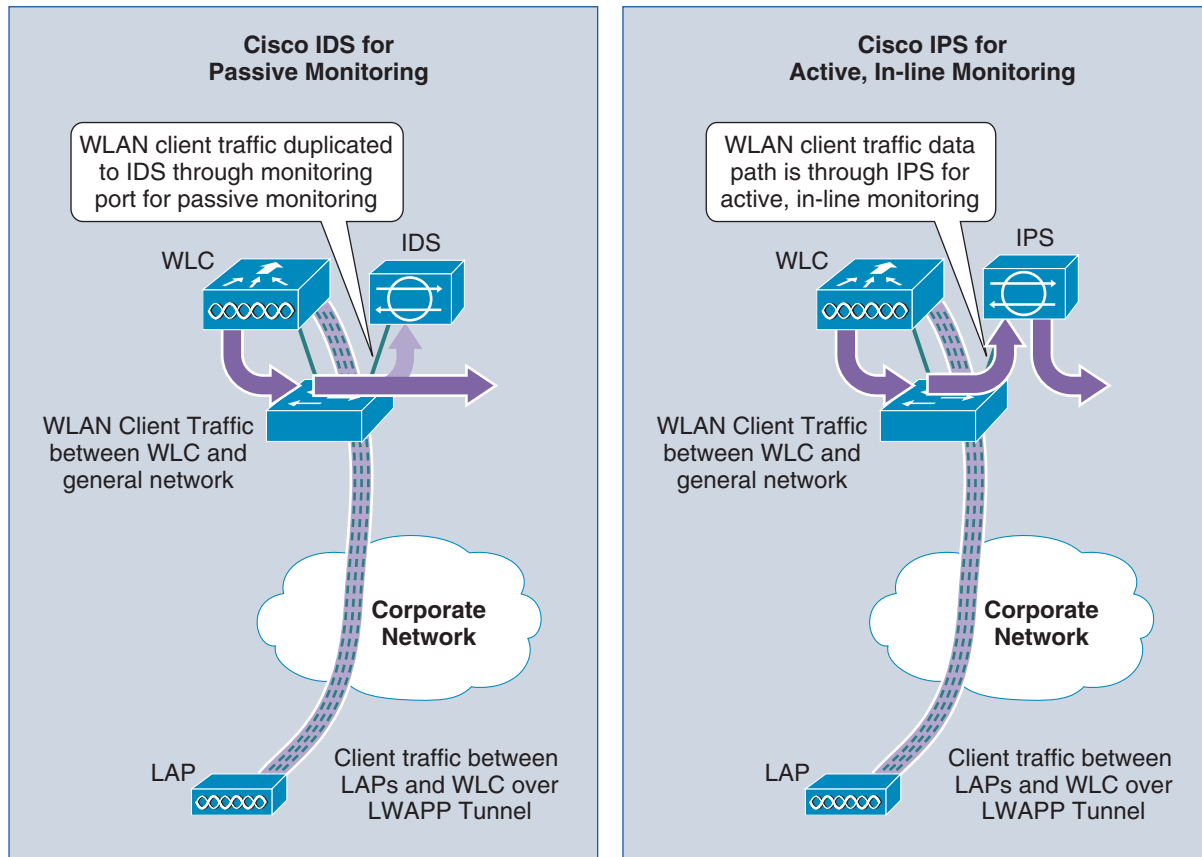 Cisco IDS for
Passive Monitoring
WLAN client traffic duplicated
to IDS through monitoring
port for passive monitoring
IDS
WLC
WLAN Client Traffic
between WLC and
general network
Corporate
Network
LAP
Client traffic between
LAPs and WLC over
LWAPP Tunnel
Cisco IPS for
Active, In-line Monitoring
WLAN client traffic data
path is through IPS for
active, in-line monitoring
IPS
WLC
WLAN Client Traffic
between WLC and
general network
Corporate
Network
LAP
Client traffic between
LAPs and WLC over
LWAPP Tunnel